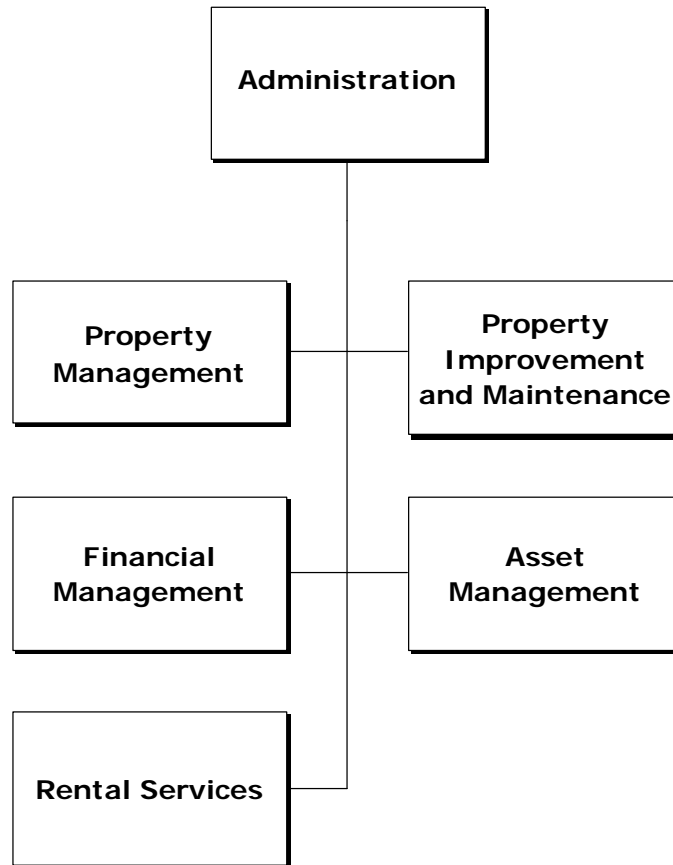 Administration
Property
Management
Property
Improvement
and Maintenance
Financial
Management
Asset
Management
Rental Services